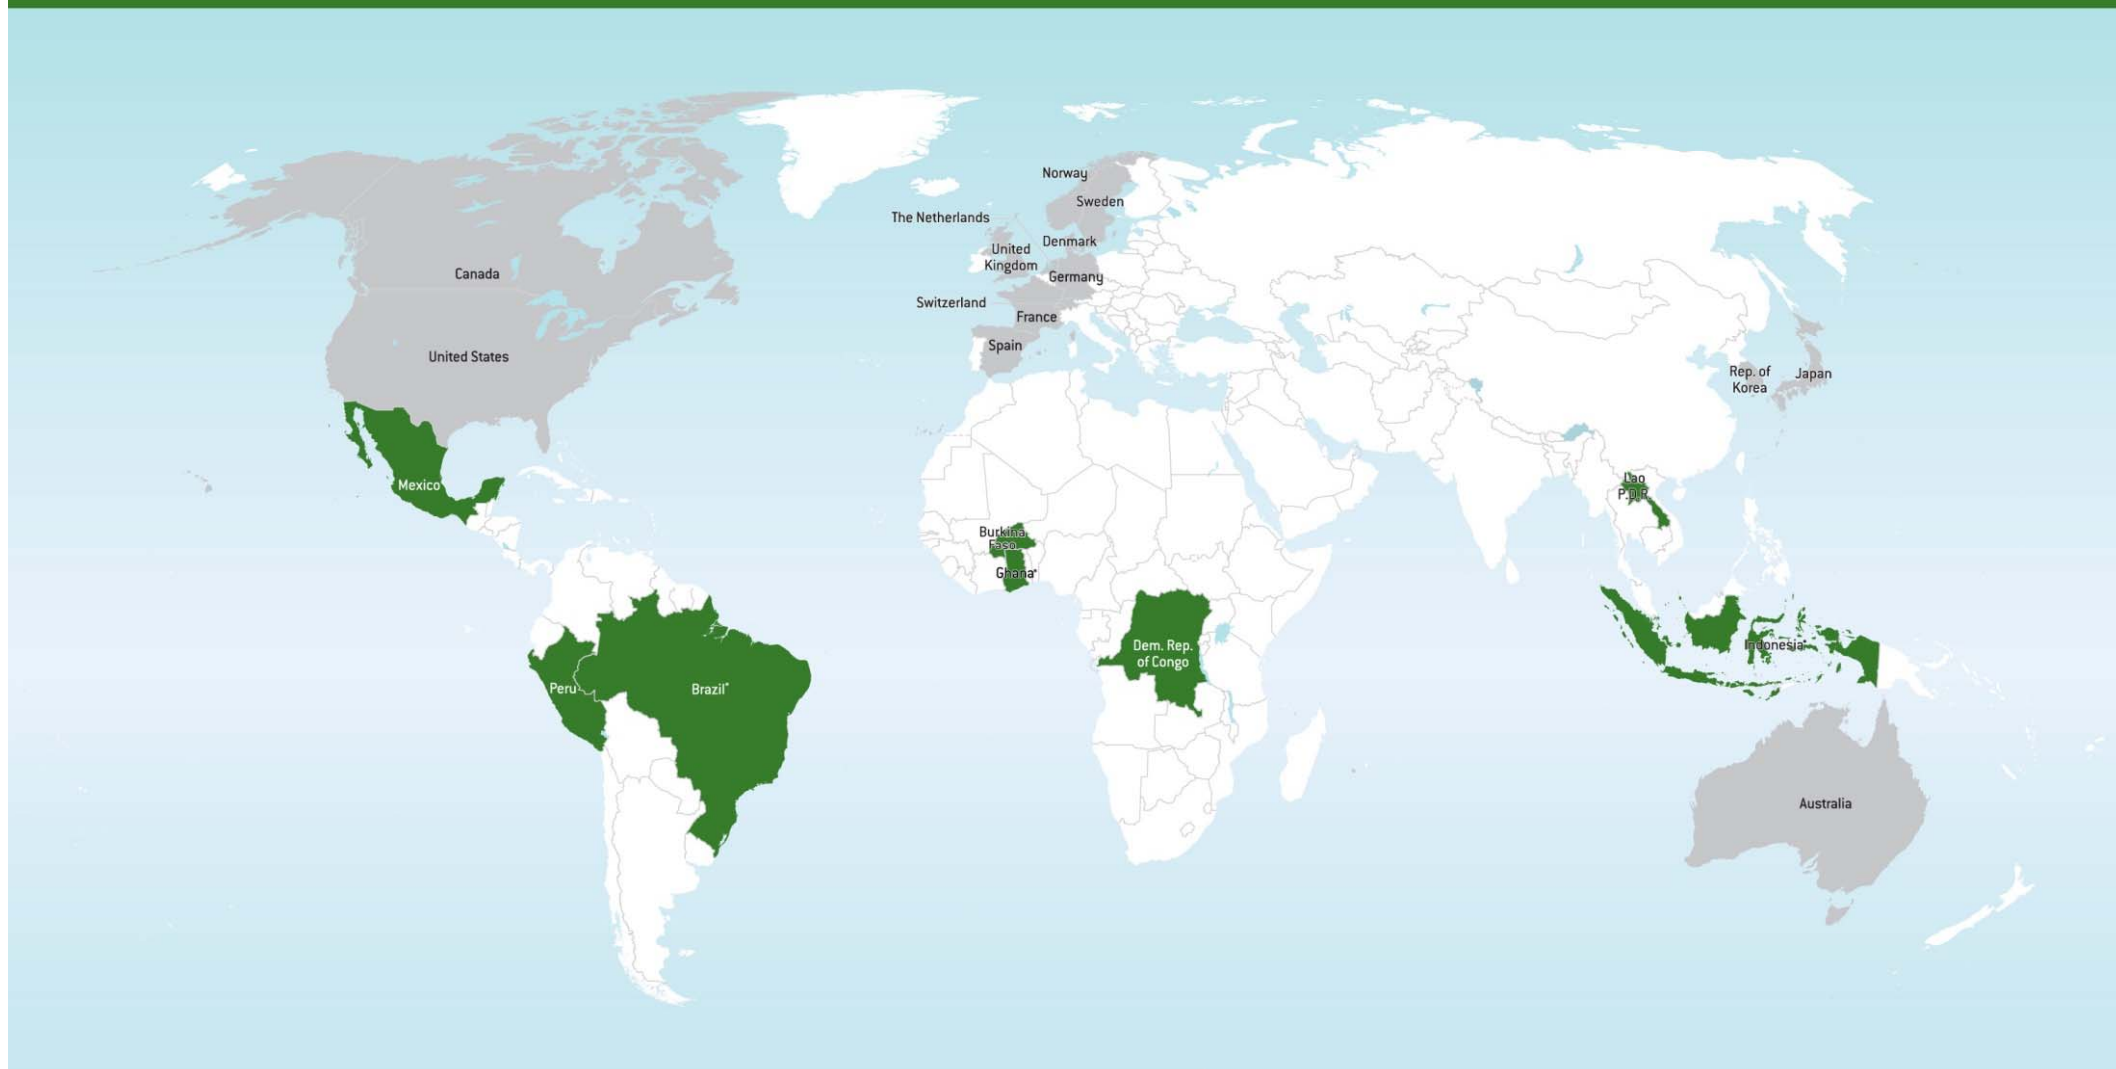 Norway
Sweden
The Netherlands
Denmark
United
Kingdom
Germany
Canada
Switzerland
France
Spain
United States
Rep. of
Korea
Japan
Mexico
Lao
P.D.R
Burkina
Faso
Ghana*
Dem. Rep.
of Congo
Indonesia*
Peru
Brazil*
Australia